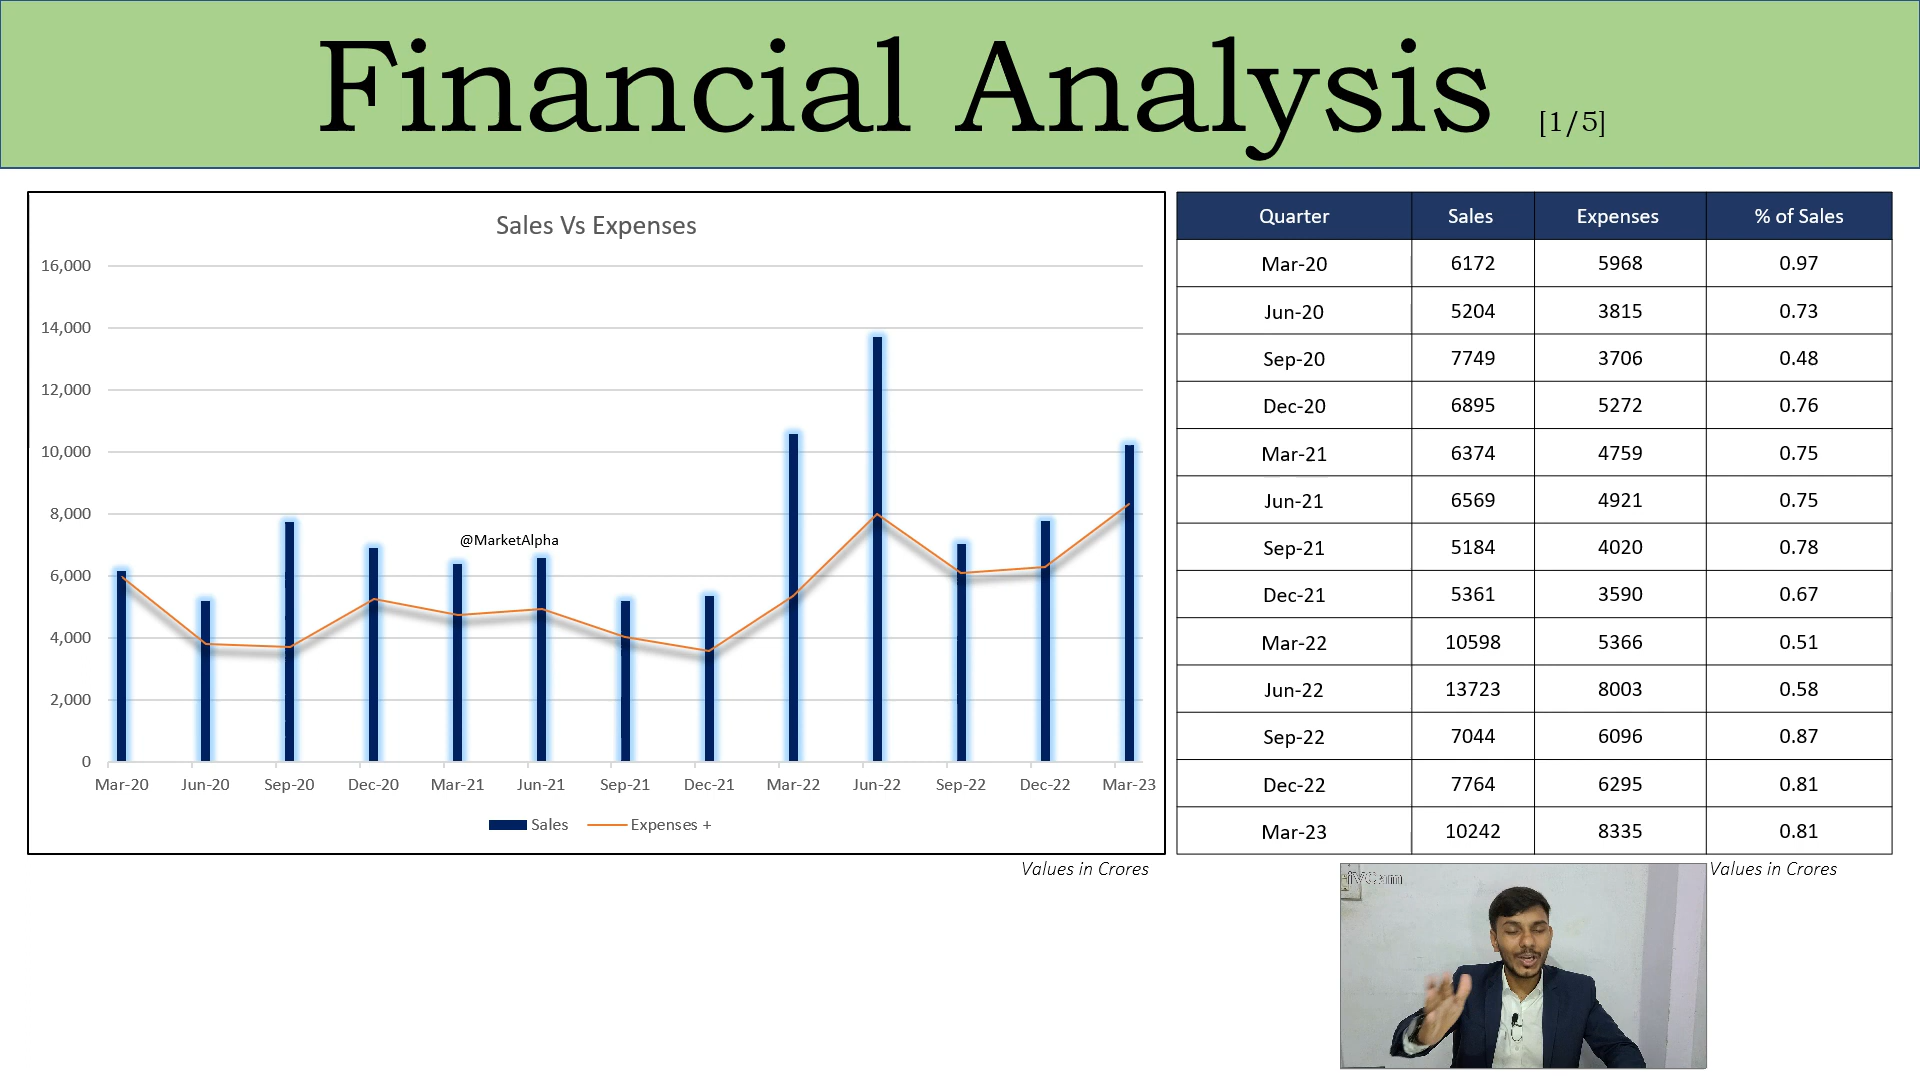 Financial Analysis [1/5]
Sales Vs Expenses
16,000
14,000
12,000
10,000
8,000
6,000
4,000
2,000
0
@MarketAlpha
Mar-20 Jun-20 Sep-20 Dec-20 Mar-21 Jun-21 Sep-21 Dec-21 Mar-22 Jun-22 Sep-22 Dec-22 Mar-23
Sales Expenses +
Values in Crores
Quarter Sales Expenses % of Sales
Mar-20 6172 5968 0.97
Jun-20 5204 3815 0.73
Sep-20 7749 3706 0.48
Dec-20 6895 5272 0.76
Mar-21 6374 4759 0.75
Jun-21 6569 4921 0.75
Sep-21 5184 4020 0.78
Dec-21 5361 3590 0.67
Mar-22 10598 5366 0.51
Jun-22 13723 8003 0.58
Sep-22 7044 6096 0.87
Dec-22 7764 6295 0.81
Mar-23 10242 8335 0.81
Values in Crores